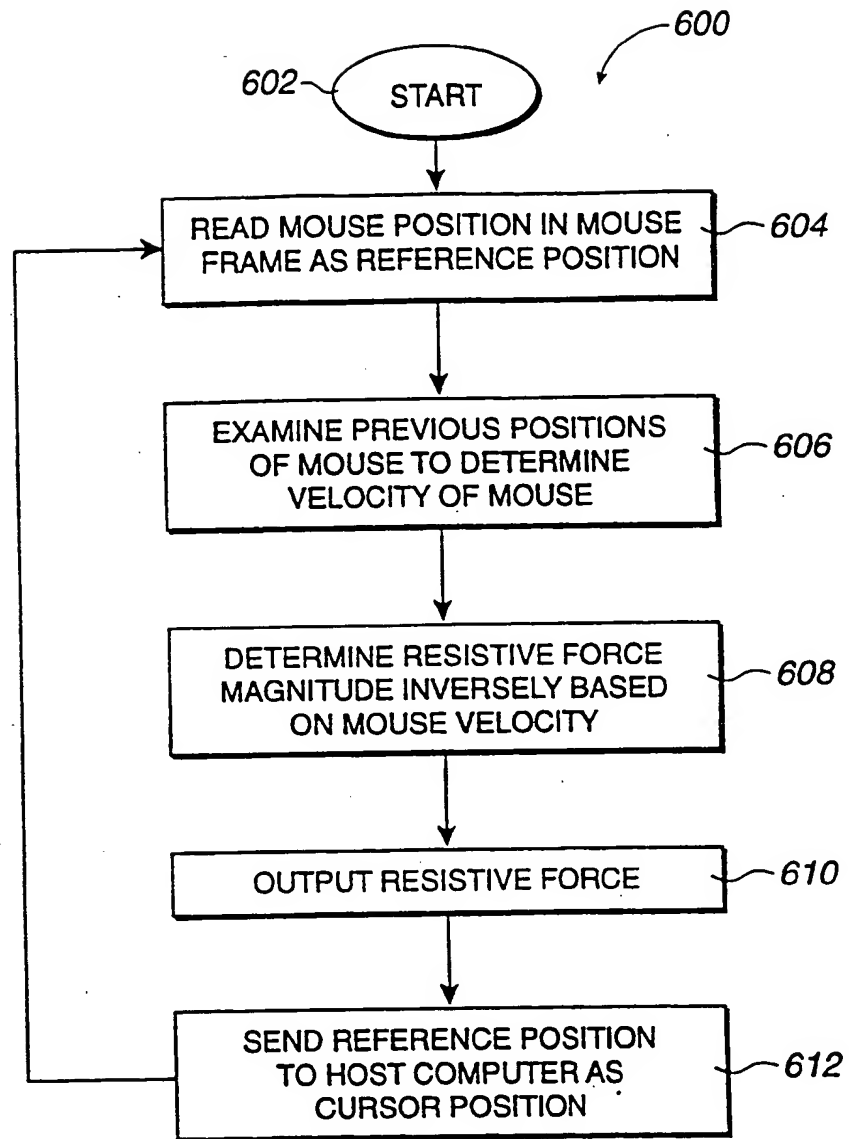 600
602
START
READ MOUSE POSITION IN MOUSE
FRAME AS REFERENCE POSITION
604
EXAMINE PREVIOUS POSITIONS
OF MOUSE TO DETERMINE
VELOCITY OF MOUSE
606
DETERMINE RESISTIVE FORCE
MAGNITUDE INVERSELY BASED
ON MOUSE VELOCITY
608
OUTPUT RESISTIVE FORCE
610
SEND REFERENCE POSITION
TO HOST COMPUTER AS
CURSOR POSITION
612